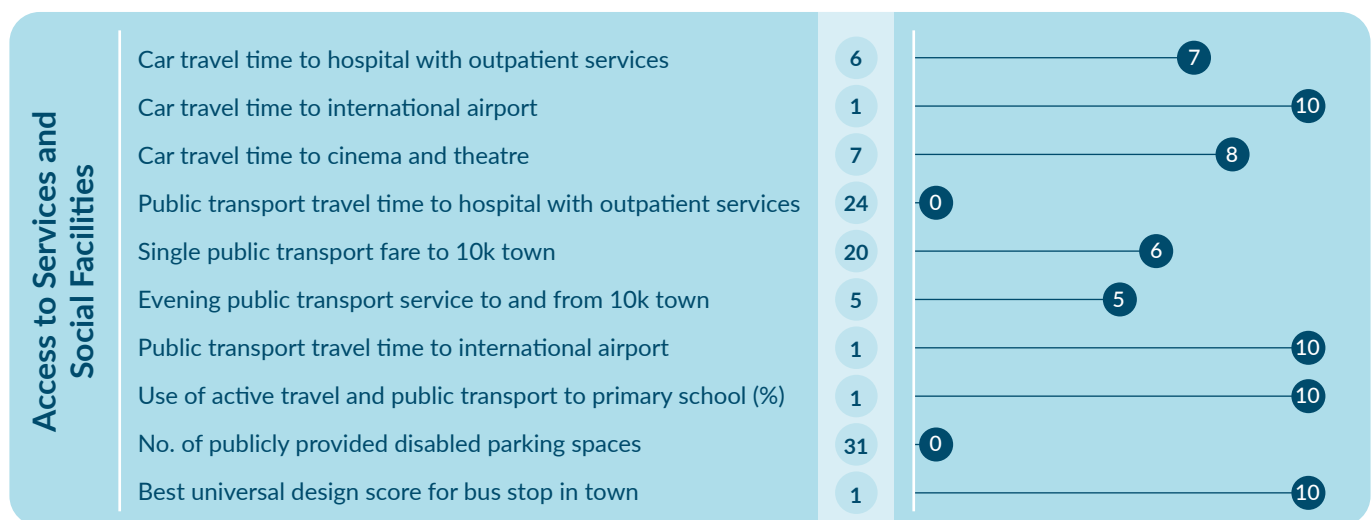 Access to Services and
Social Facilities
Car travel time to hospital with outpatient services 6 7
Car travel time to international airport 1 10
Car travel time to cinema and theatre 7 8
Public transport travel time to hospital with outpatient services 24 0
Single public transport fare to 10k town 20 6
Evening public transport service to and from 10k town 5 5
Public transport travel time to international airport 1 10
Use of active travel and public transport to primary school (%) 1 10
No. of publicly provided disabled parking spaces 31 0
Best universal design score for bus stop in town 1 10